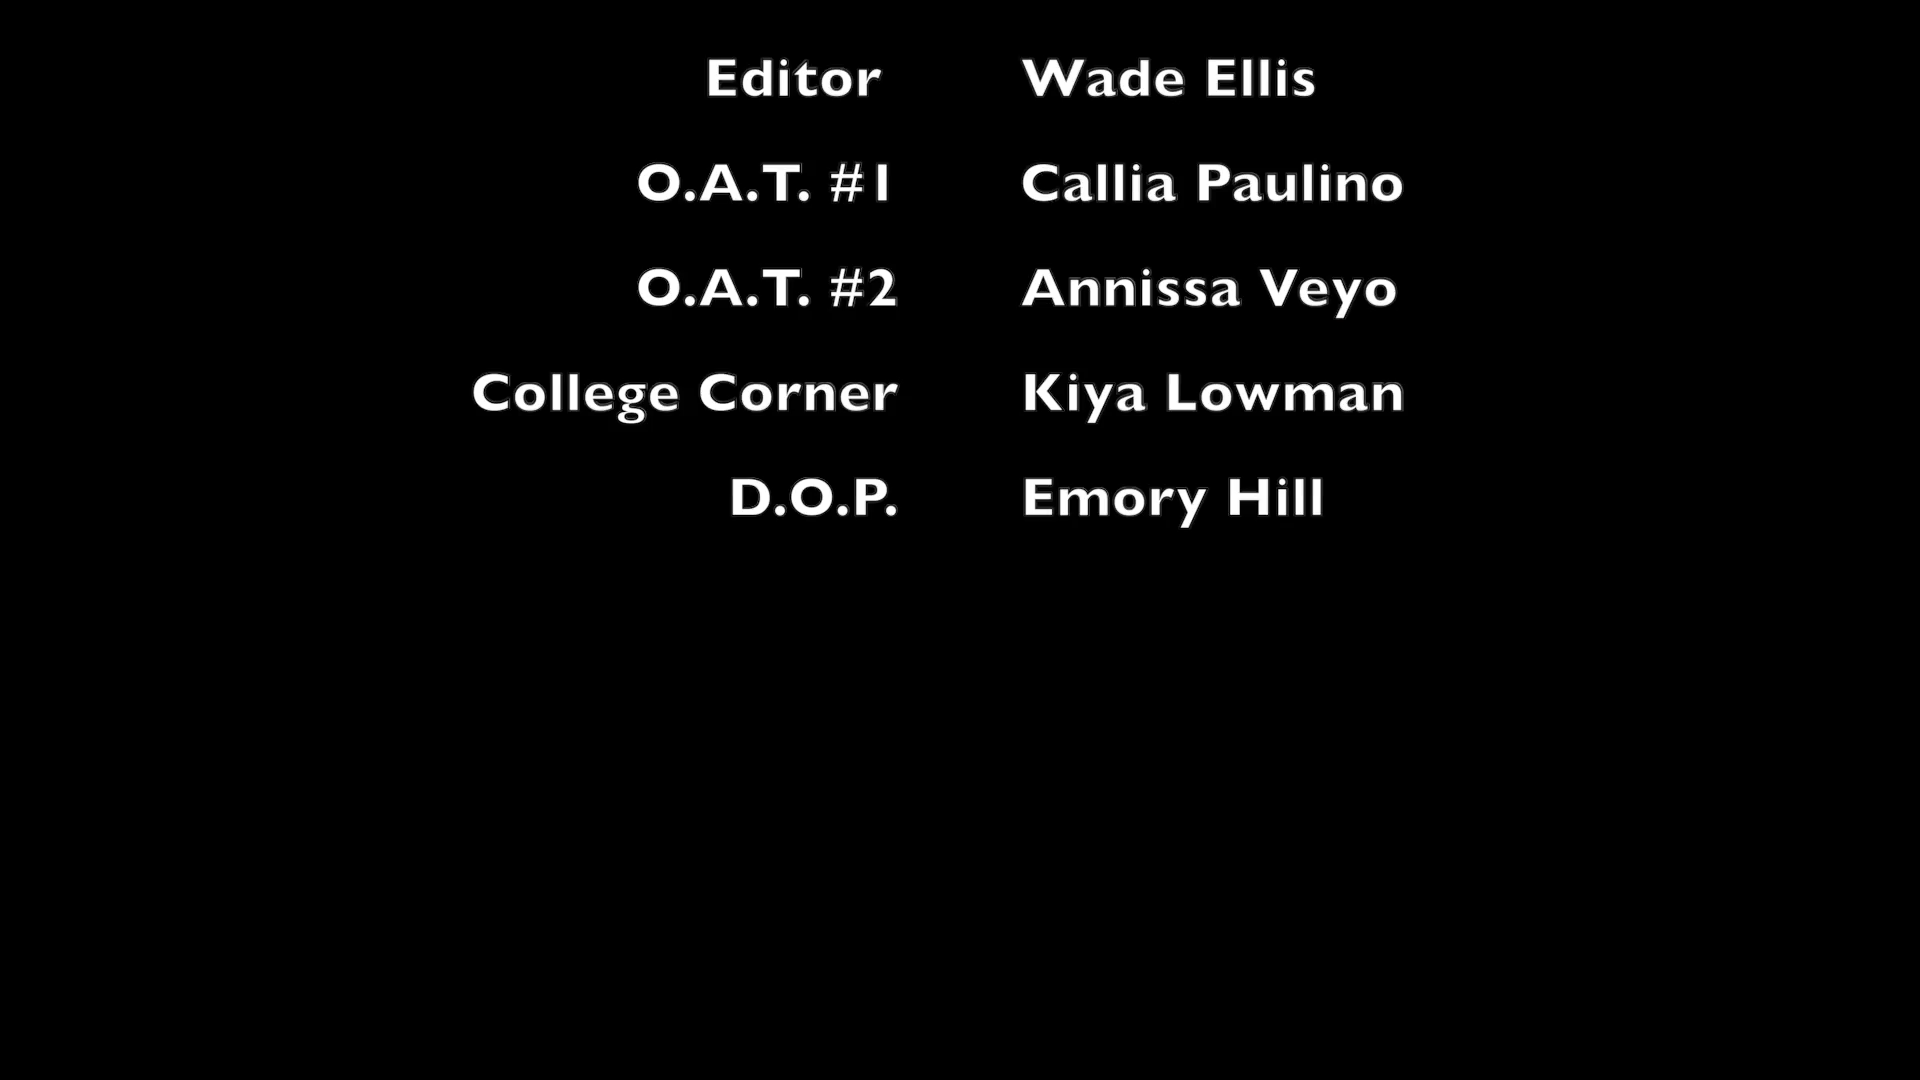 Editor Wade Ellis
O.A.T. #1 Callia Paulino
O.A.T. #2 Annissa Veyo
College Corner Kiya Lowman
D.O.P. Emory Hill